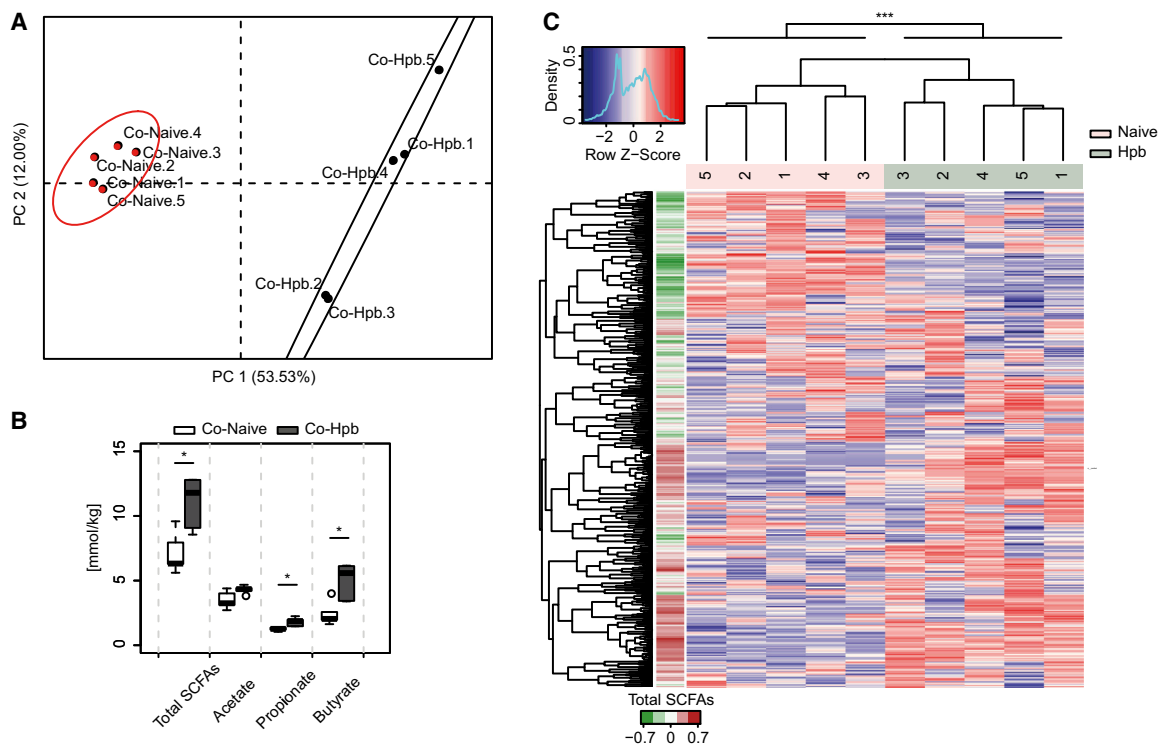 A
Co-Hpb.5
Co-Naive.4
Co-Naive.3
Co-Naive.2
Co-Naive.1
Co-Naive.5
Co-Hpb.1
Co-Hpb.4
Co-Hpb.2
Co-Hpb.3
PC 2 (12.00%)
PC 1 (53.53%)
B
Co-Naive Co-Hpb
15
10
5
0
[mmol/kg]
* * *
Total SCFAs Acetate Propionate Butyrate
C
***
0.5
0
Density
−2 0 2
Row Z−Score
Naive
Hpb
5 2 1 4 3 3 2 4 5 1
Total SCFAs
−0.7 0 0.7